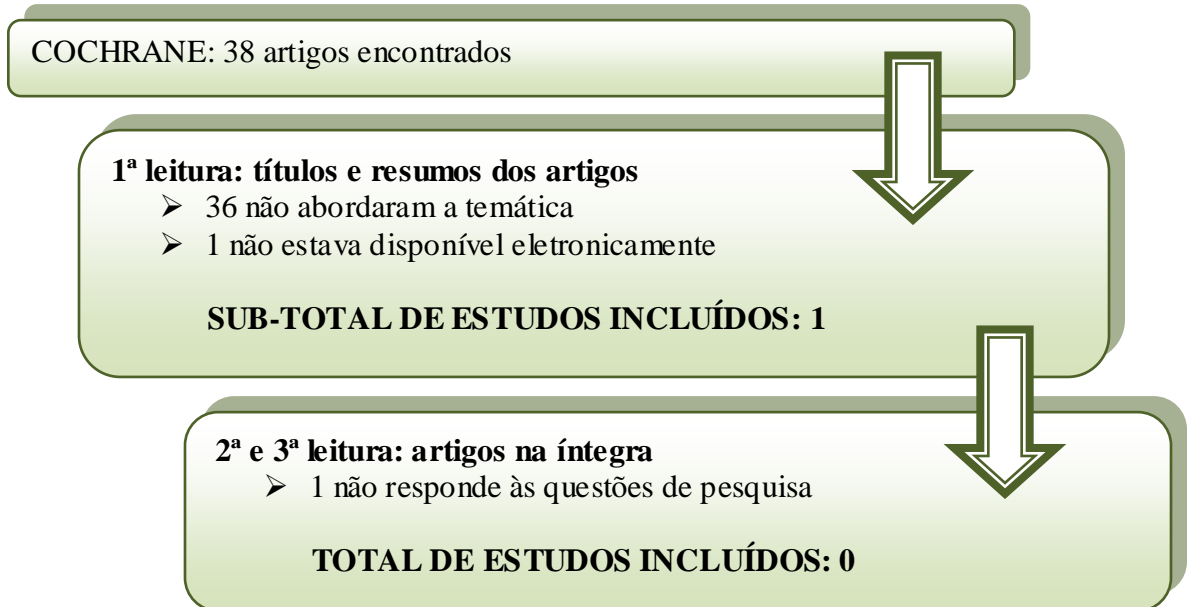 COCHRANE: 38 artigos encontrados
1ª leitura: títulos e resumos dos artigos
➢ 36 não abordaram a temática
➢ 1 não estava disponível eletronicamente
SUB-TOTAL DE ESTUDOS INCLUÍDOS: 1
2ª e 3ª leitura: artigos na íntegra
➢ 1 não responde às questões de pesquisa
TOTAL DE ESTUDOS INCLUÍDOS: 0